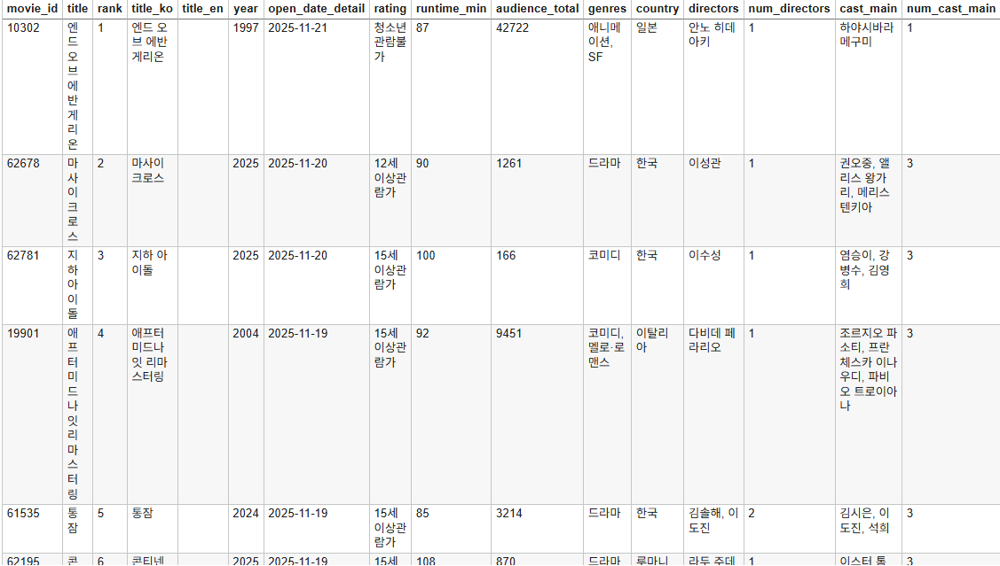 movie_id title rank title_ko title_en year open_date_detail rating runtime_min audience_total genres country directors num_directors cast_main num_cast_main
10302 엔드 오브 에반게리온 1 엔드 오브 에반게리온 1997 2025-11-21 청소년관람불가 87 42722 애니메이션, SF 일본 안노 히데아키 1 하야시바라 메구미 1
62678 마사이 크로스 2 마사이 크로스 2025 2025-11-20 12세이상관람가 90 1261 드라마 한국 이성관 1 권오중, 앨리스 왕가리, 메리스 텐키아 3
62781 지하 아이돌 3 지하 아이돌 2025 2025-11-20 15세이상관람가 100 166 코미디 한국 이수성 1 염승이, 강병수, 김영희 3
19901 애프터 미드나잇 리마스터링 4 애프터 미드나잇 리마스터링 2004 2025-11-19 15세이상관람가 92 9451 코미디, 멜로·로맨스 이탈리아 다비데 페라리오 1 조르지오 파소티, 프란체스카 이나우디, 파비오 트로이아나 3
61535 통잠 5 통잠 2024 2025-11-19 15세이상관람가 85 3214 드라마 한국 김솔해, 이도진 2 김시은, 이도진, 석희 3
62195 콘 6 콘티넨 2025 2025-11-19 15세 108 870 드라마 루마니 라두 주데 1 이스터 톰 3